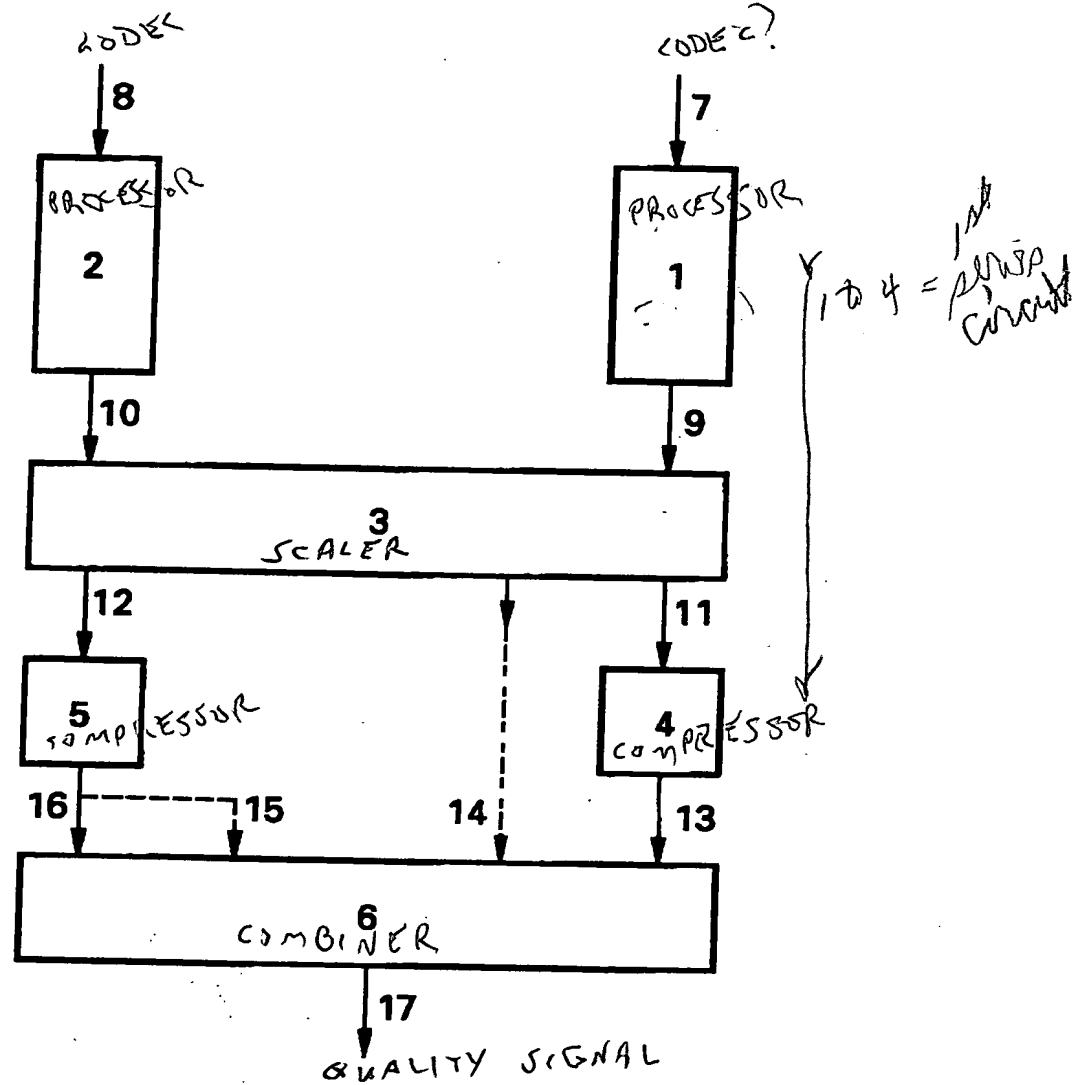 CODEC
CODEC?
8
7
PROCESSOR
PROCESSOR
2
1
1 to 4 = 1st
circuit
10
9
3
SCALER
12
11
5
COMPRESSOR
4
COMPRESSOR
16
15
14
13
6
COMBINER
17
QUALITY SIGNAL